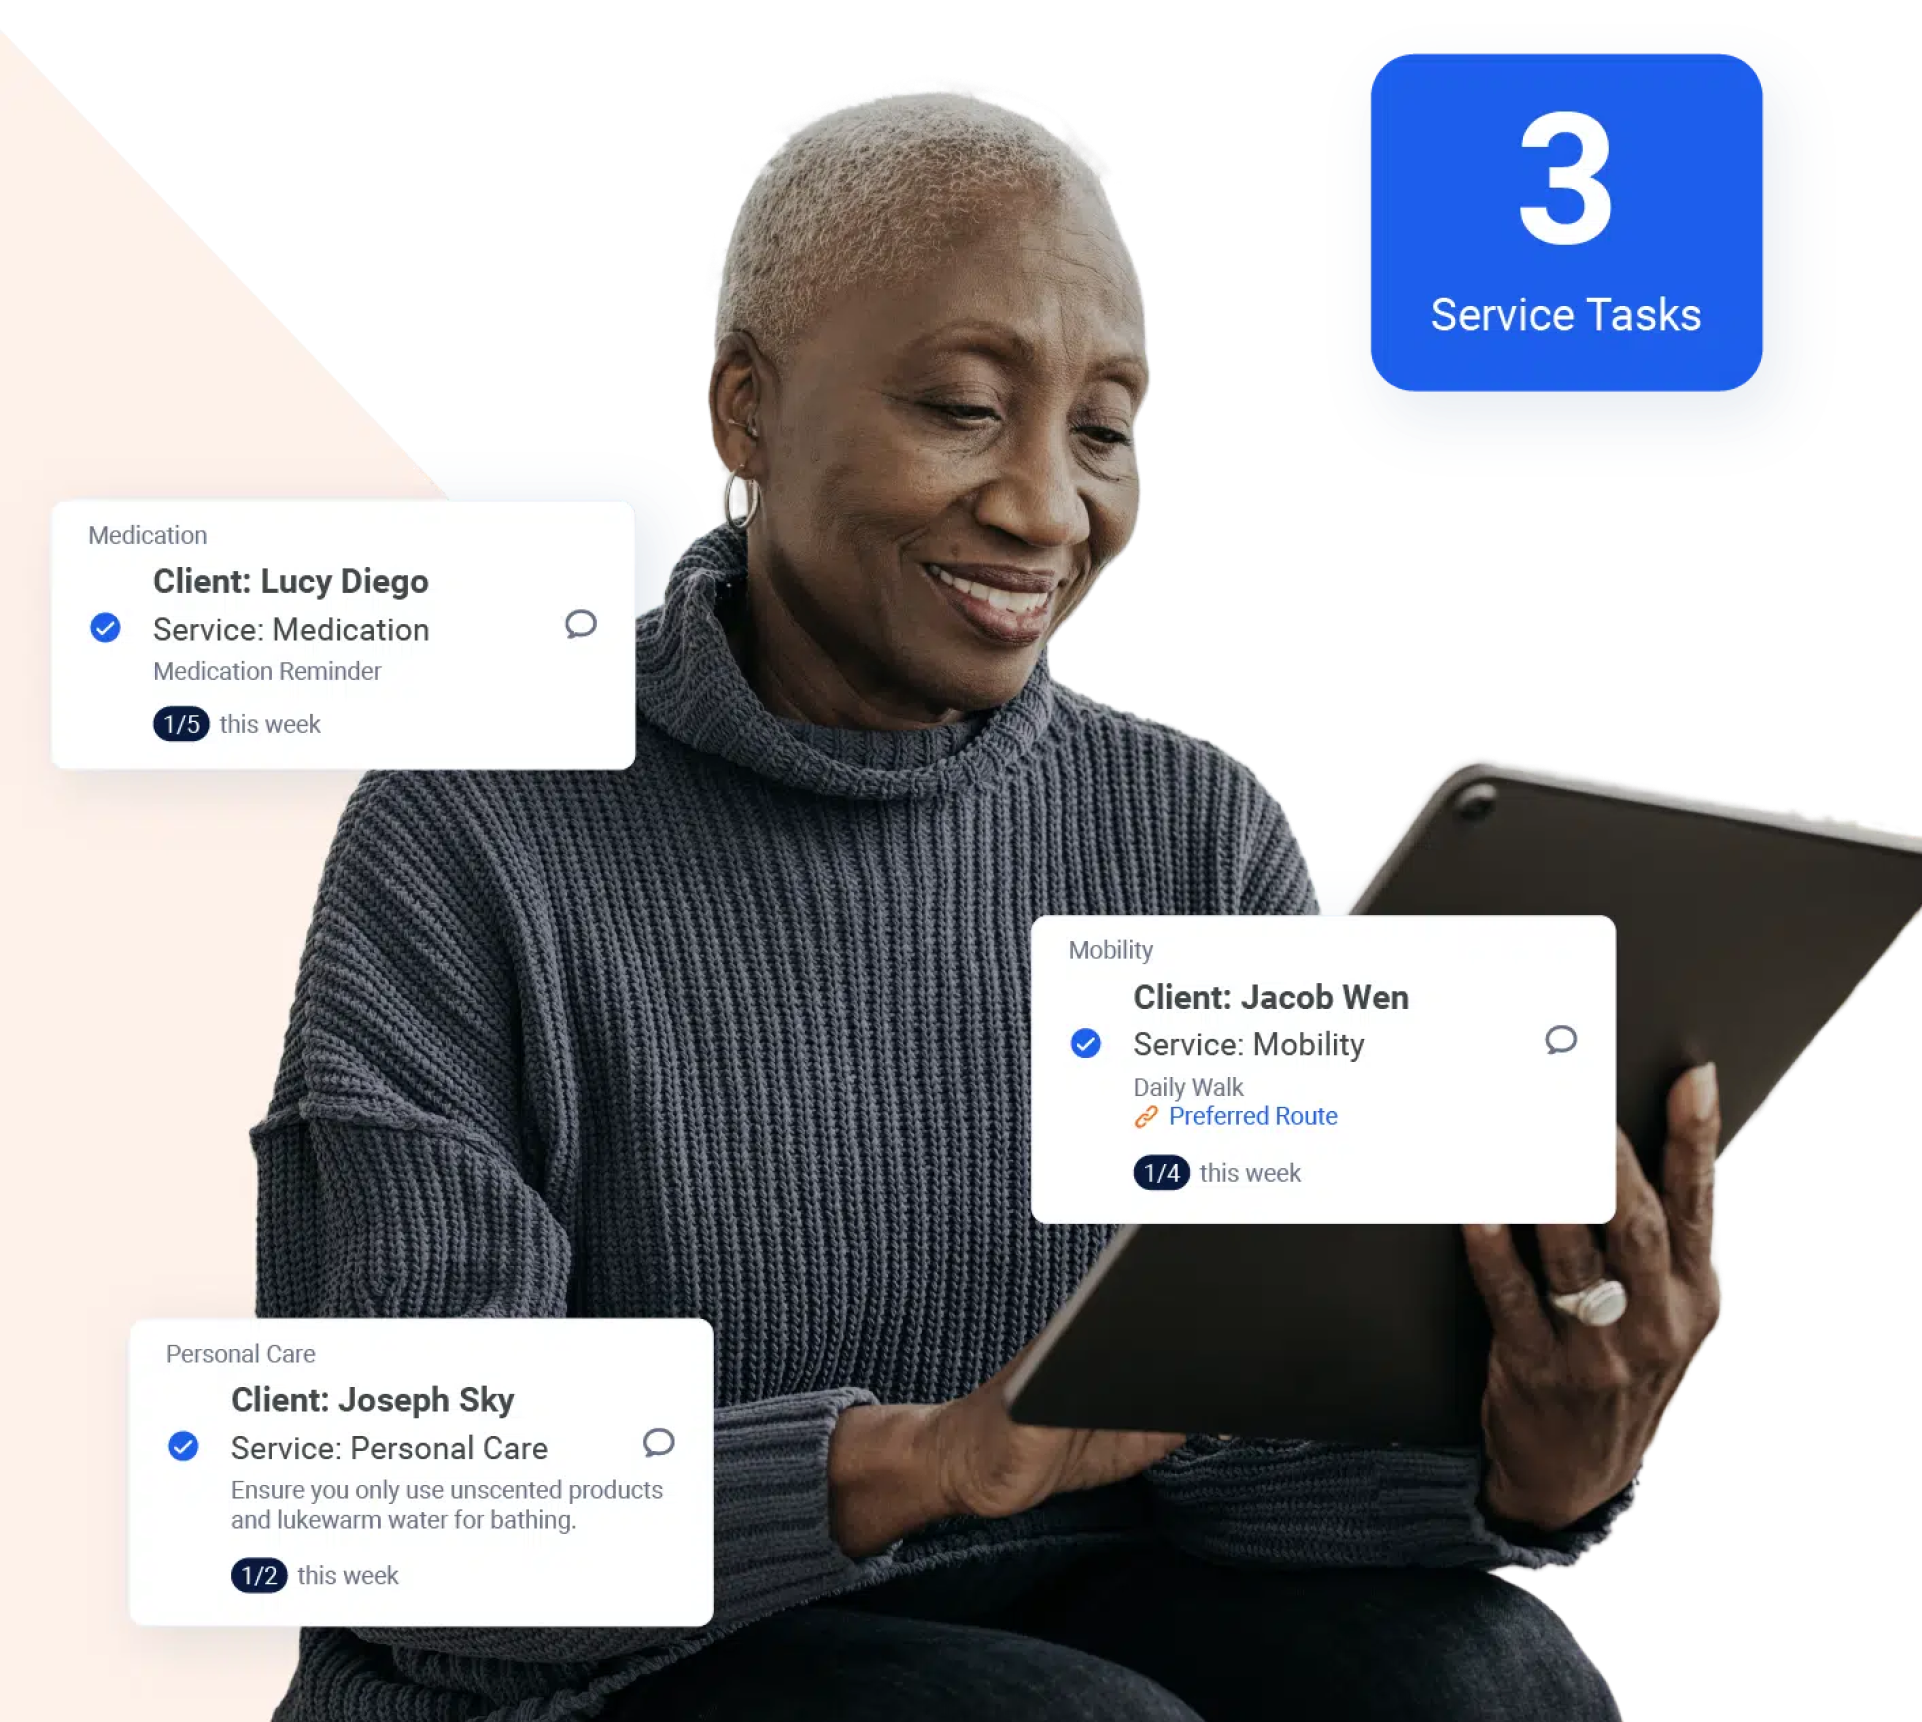 3
Service Tasks
Medication
Client: Lucy Diego
Service: Medication
Medication Reminder
1/5 this week
Mobility
Client: Jacob Wen
Service: Mobility
Daily Walk
Preferred Route
1/4 this week
Personal Care
Client: Joseph Sky
Service: Personal Care
Ensure you only use unscented products
and lukewarm water for bathing.
1/2 this week